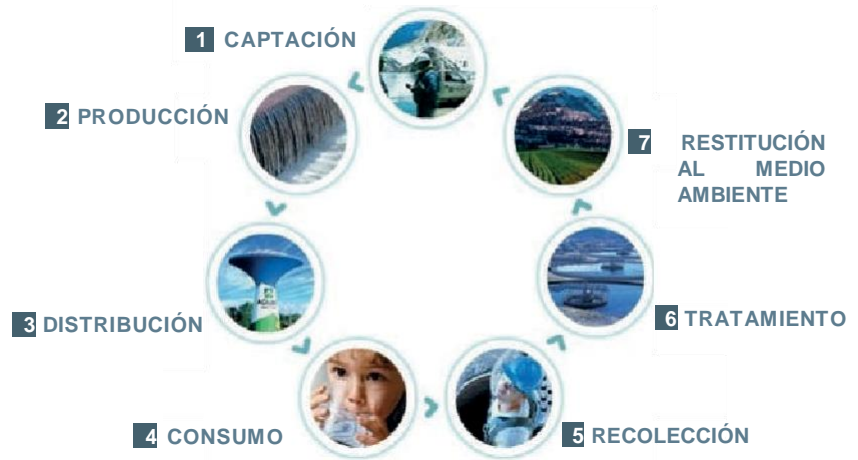 1 CAPTACIÓN
2 PRODUCCIÓN
3 DISTRIBUCIÓN
4 CONSUMO
5 RECOLECCIÓN
6 TRATAMIENTO
7 RESTITUCIÓN
AL MEDIO
AMBIENTE